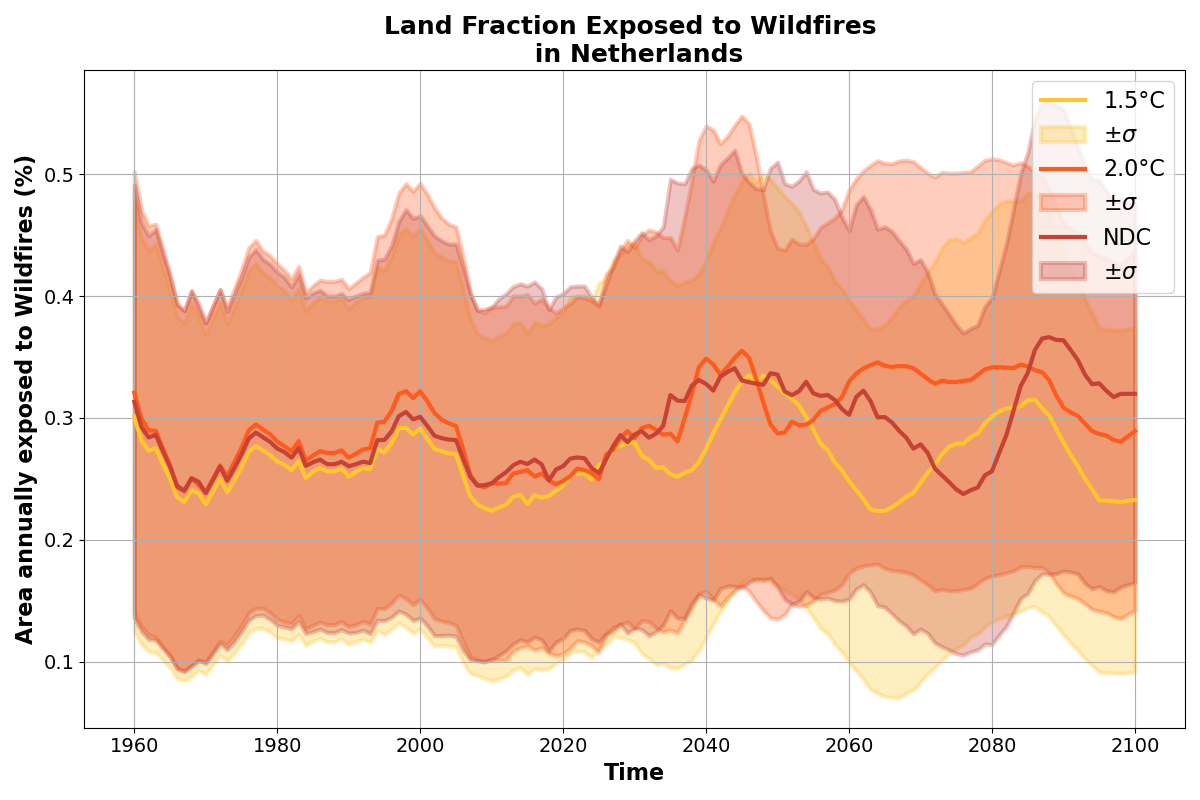 Land Fraction Exposed to Wildfires
in Netherlands
Area annually exposed to Wildfires (%)
0.5
0.4
0.3
0.2
0.1
1.5°C
±σ
2.0°C
±σ
NDC
±σ
1960 1980 2000 2020 2040 2060 2080 2100
Time